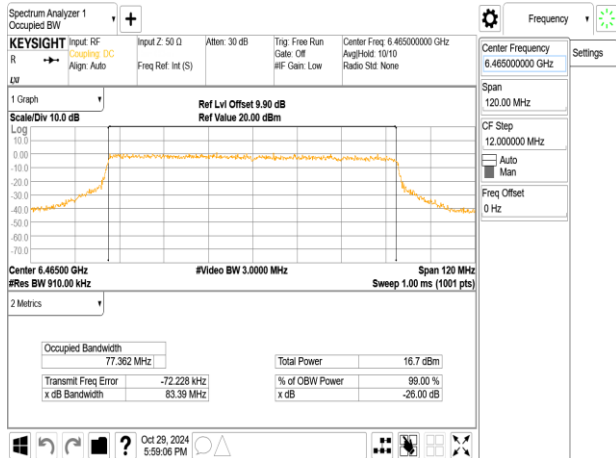 Spectrum Analyzer 1
Occupied BW
Frequency
KEYSIGHT
R
Input: RF
Coupling: DC
Align: Auto
Input Z: 50 Ω
Freq Ref: Int (S)
Atten: 30 dB
Trig: Free Run
Gate: Off
#IF Gain: Low
Center Freq: 6.465000000 GHz
Avg|Hold: 10/10
Radio Std: None
Center Frequency
6.465000000 GHz
Settings
Span
120.00 MHz
CF Step
12.000000 MHz
Auto
Man
Freq Offset
0 Hz
1 Graph
Scale/Div 10.0 dB
Ref Lvl Offset 9.90 dB
Ref Value 20.00 dBm
Log
10.0
0.00
-10.0
-20.0
-30.0
-40.0
-50.0
-60.0
-70.0
Center 6.46500 GHz
#Res BW 910.00 kHz
#Video BW 3.0000 MHz
Span 120 MHz
Sweep 1.00 ms (1001 pts)
2 Metrics
Occupied Bandwidth
77.362 MHz
Total Power 16.7 dBm
Transmit Freq Error -72.228 kHz
% of OBW Power 99.00 %
x dB Bandwidth 83.39 MHz
x dB -26.00 dB
?
Oct 29, 2024
5:59:06 PM